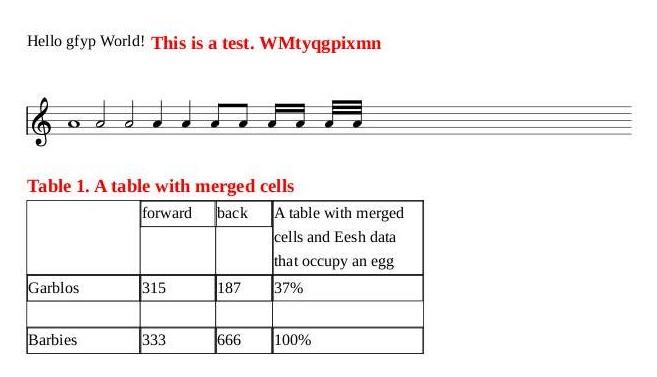 Hello gfyp World! This is a test. WMtyqgpixmn
Table 1. A table with merged cells
forward back A table with merged
cells and Eesh data
that occupy an egg
Garblos 315 187 37%
Barbies 333 666 100%